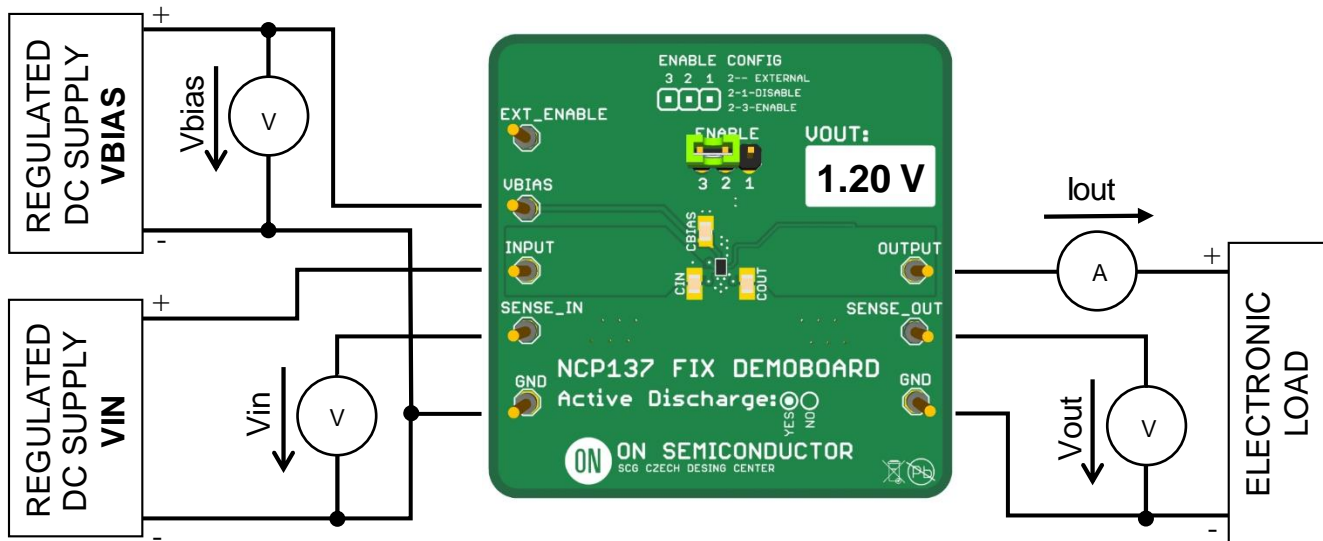 REGULATED
DC SUPPLY
VBIAS
+
-
Vbias
V
REGULATED
DC SUPPLY
VIN
+
-
Vin
V
ENABLE CONFIG
3 2 1
2-- EXTERNAL
2-1-DISABLE
2-3-ENABLE
EXT_ENABLE
ENABLE
3 2 1
VOUT:
1.20 V
VBIAS
CBIAS
INPUT
OUTPUT
CIN
COUT
SENSE_IN
SENSE_OUT
NCP137 FIX DEMOBOARD
GND
GND
Active Discharge:
YES
NO
ON
ON SEMICONDUCTOR
SCG CZECH DESING CENTER
Pb
Iout
A
+
-
Vout
V
ELECTRONIC
LOAD